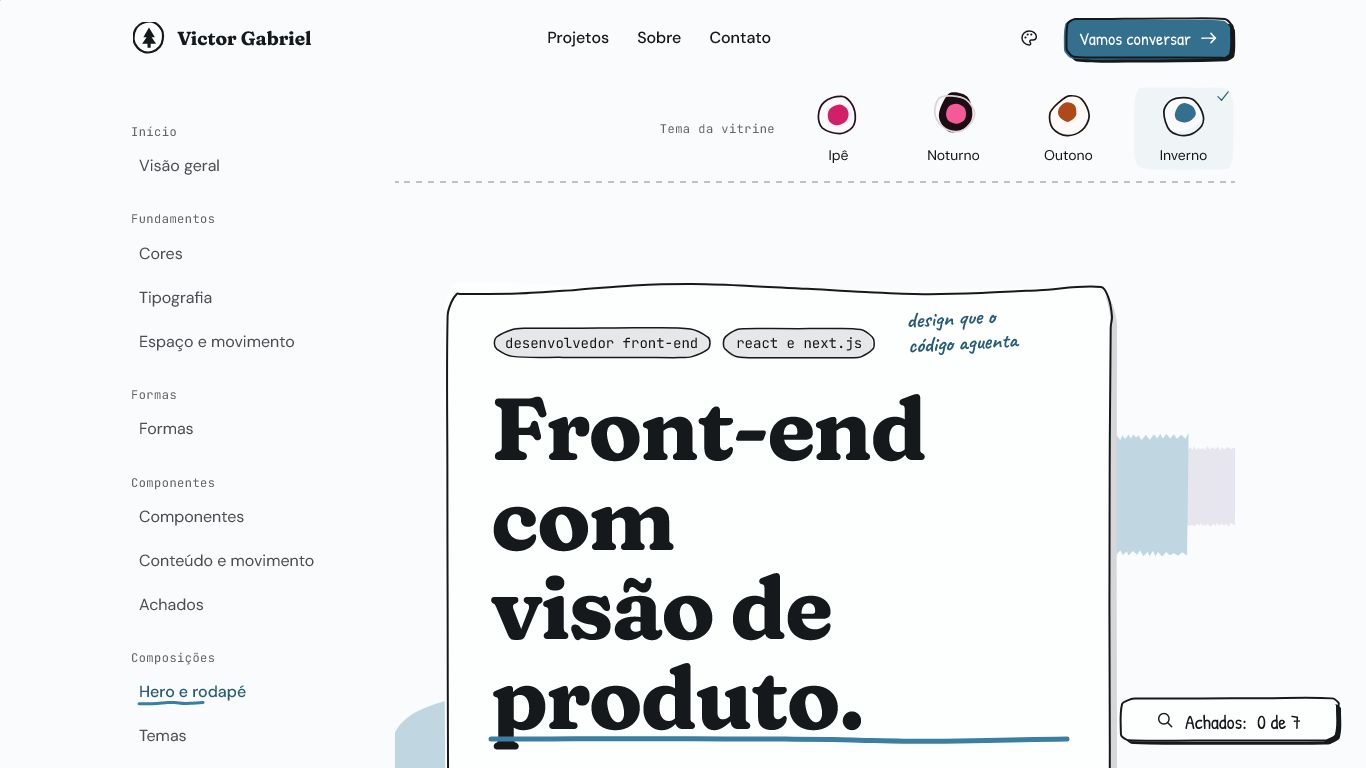 Victor Gabriel
Projetos
Sobre
Contato
Vamos conversar
Início
Visão geral
Fundamentos
Cores
Tipografia
Espaço e movimento
Formas
Formas
Componentes
Componentes
Conteúdo e movimento
Achados
Composições
Hero e rodapé
Temas
Tema da vitrine
Ipê
Noturno
Outono
Inverno
desenvolvedor front-end
react e next.js
design que o
código aguenta
Front-end
com
visão de
produto.
Achados: 0 de 7